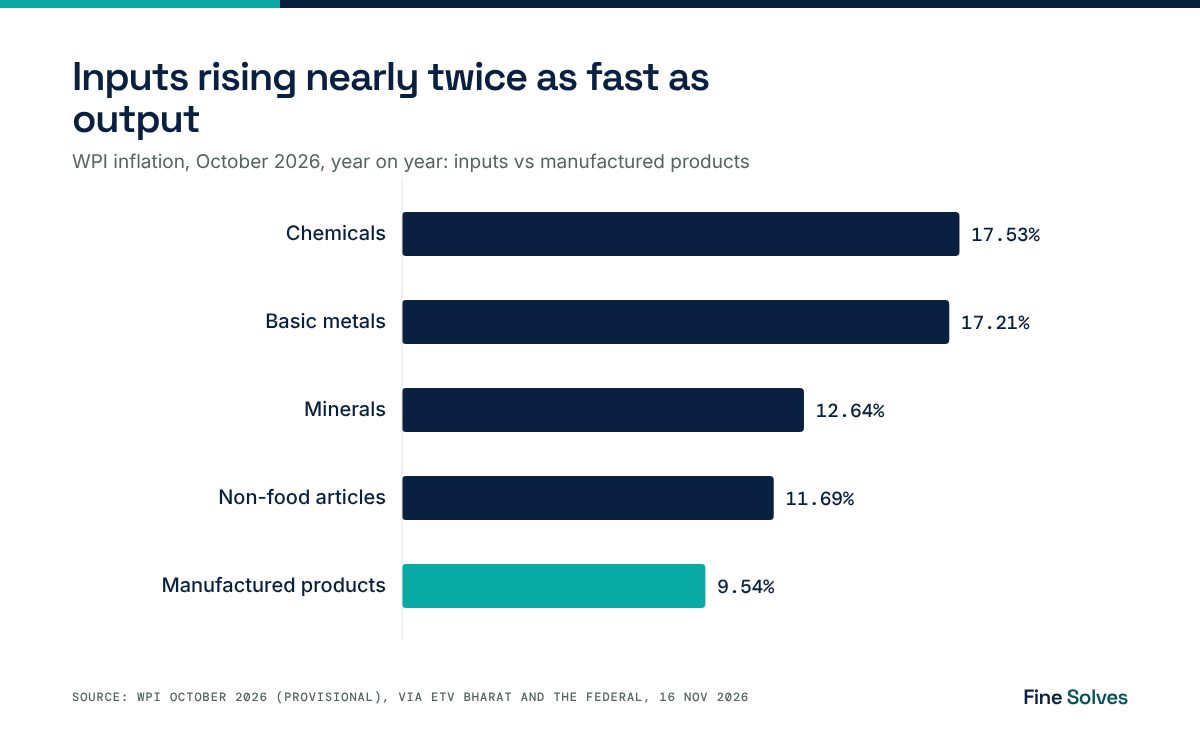 Inputs rising nearly twice as fast as
output
WPI inflation, October 2026, year on year: inputs vs manufactured products
Chemicals 17.53%
Basic metals 17.21%
Minerals 12.64%
Non-food articles 11.69%
Manufactured products 9.54%
SOURCE: WPI OCTOBER 2026 (PROVISIONAL), VIA ETV BHARAT AND THE FEDERAL, 16 NOV 2026
Fine Solves